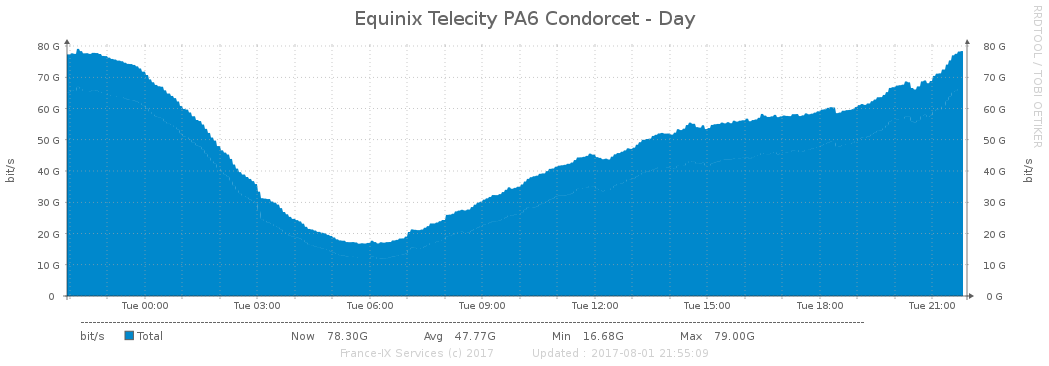 Equinix Telecity PA6 Condorcet - Day
RRDTOOL / TOBI OETIKER
bit/s
80 G
70 G
60 G
50 G
40 G
30 G
20 G
10 G
0
80 G
70 G
60 G
50 G
40 G
30 G
20 G
10 G
0 G
bit/s
Tue 00:00 Tue 03:00 Tue 06:00 Tue 09:00 Tue 12:00 Tue 15:00 Tue 18:00 Tue 21:00
bit/s Total Now 78.30G Avg 47.77G Min 16.68G Max 79.00G
France-IX Services (c) 2017 Updated : 2017-08-01 21:55:09